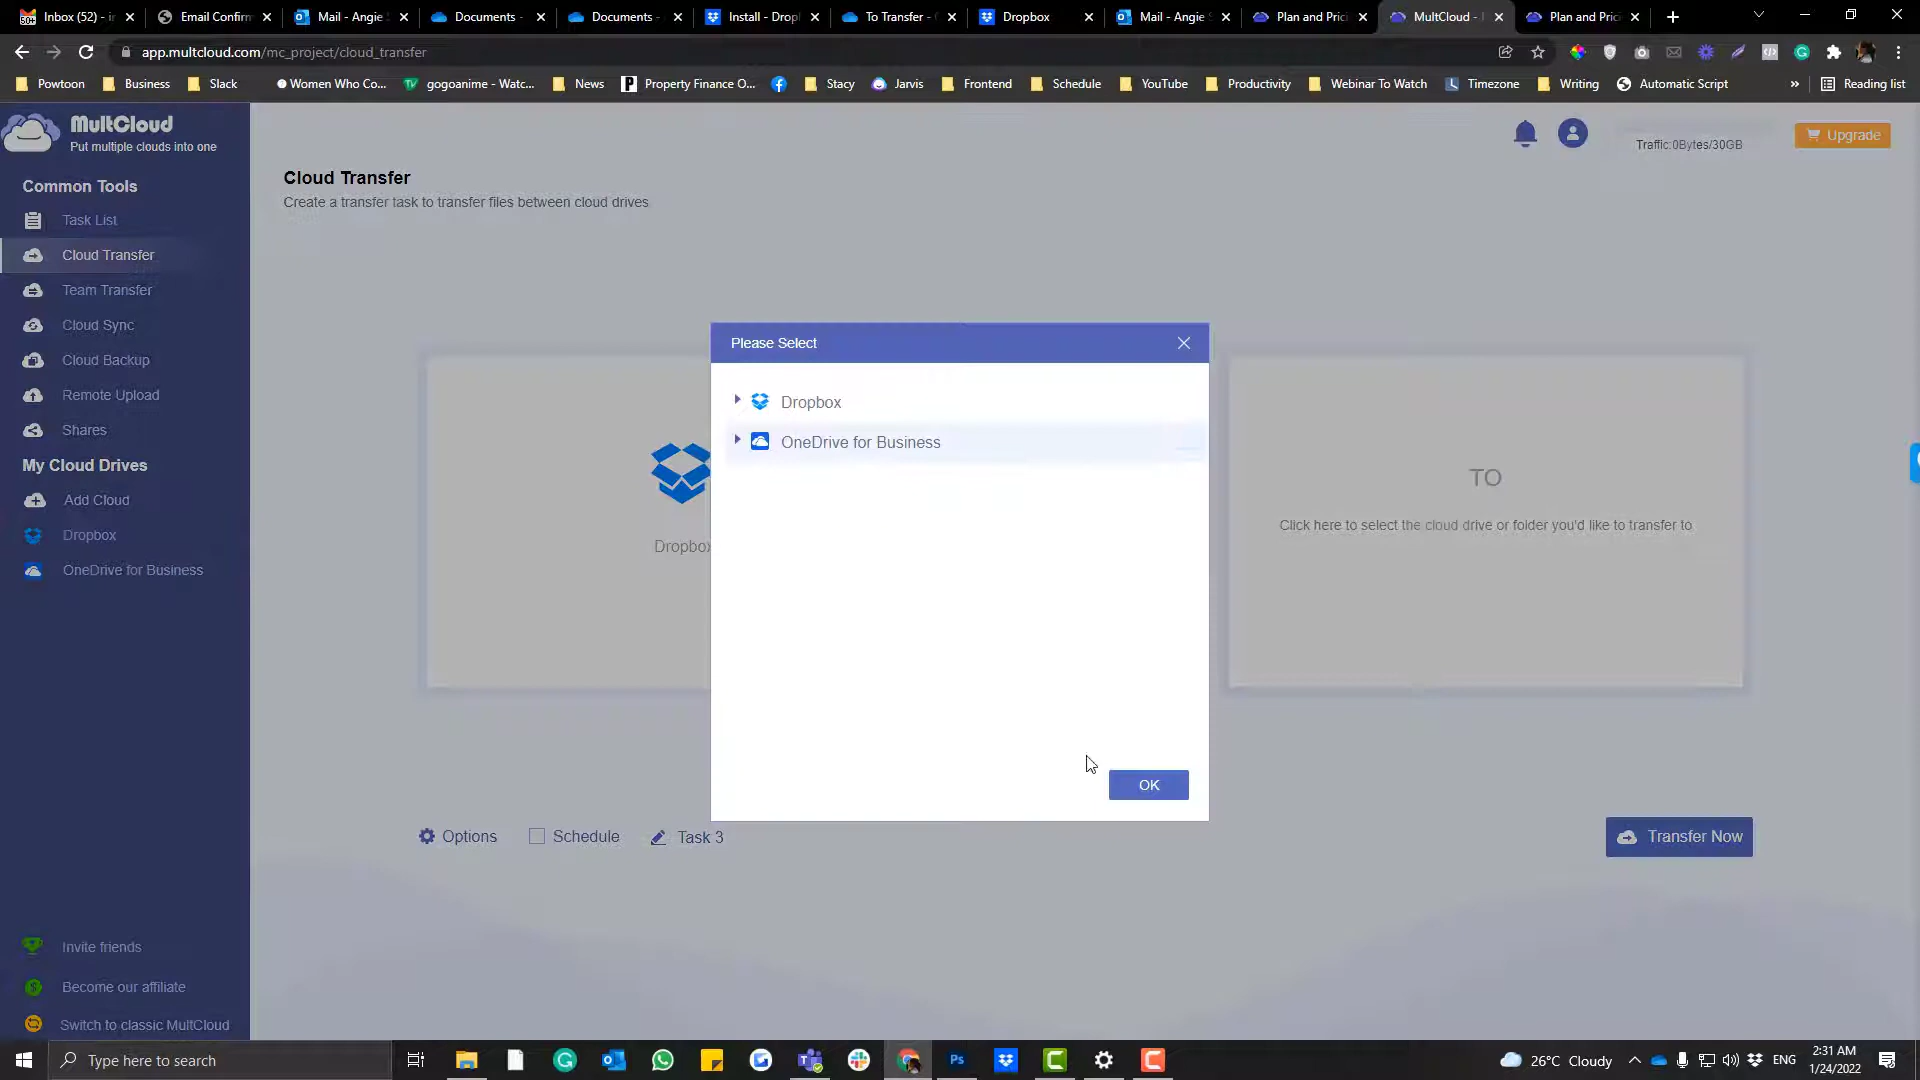 Inbox (52) - in
Email Confirm
Mail - Angie S
Documents -
Documents -
Install - Dropl
To Transfer - 
Dropbox
Mail - Angie S
Plan and Prici
MultCloud -
Plan and Prici
app.multcloud.com/mc_project/cloud_transfer
Powtoon
Business
Slack
Women Who Co...
gogoanime - Watc...
News
Property Finance O...
Stacy
Jarvis
Frontend
Schedule
YouTube
Productivity
Webinar To Watch
Timezone
Writing
Automatic Script
»
Reading list
MultCloud
Put multiple clouds into one
Common Tools
Task List
Cloud Transfer
Team Transfer
Cloud Sync
Cloud Backup
Remote Upload
Shares
My Cloud Drives
Add Cloud
Dropbox
OneDrive for Business
Invite friends
Become our affiliate
Switch to classic MultCloud
Traffic:0Bytes/30GB
Upgrade
Cloud Transfer
Create a transfer task to transfer files between cloud drives
Please Select
Dropbox
OneDrive for Business
OK
Dropbox
TO
Click here to select the cloud drive or folder you'd like to transfer to
Options
Schedule
Task 3
Transfer Now
Type here to search
Ps
26°C Cloudy
ENG
2:31 AM
1/24/2022